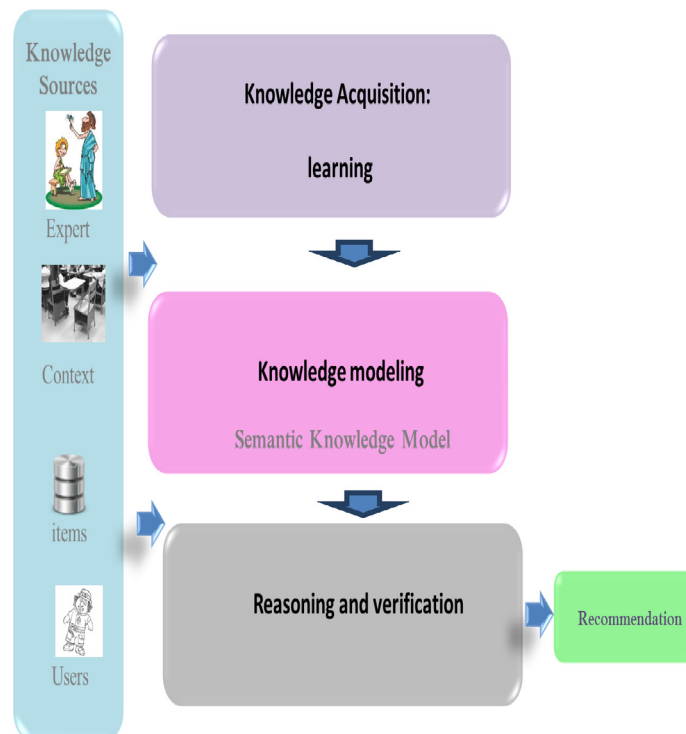 Knowledge
Sources
Expert
Context
items
Users
Knowledge Acquisition:
learning
Knowledge modeling
Semantic Knowledge Model
Reasoning and verification
Recommendation